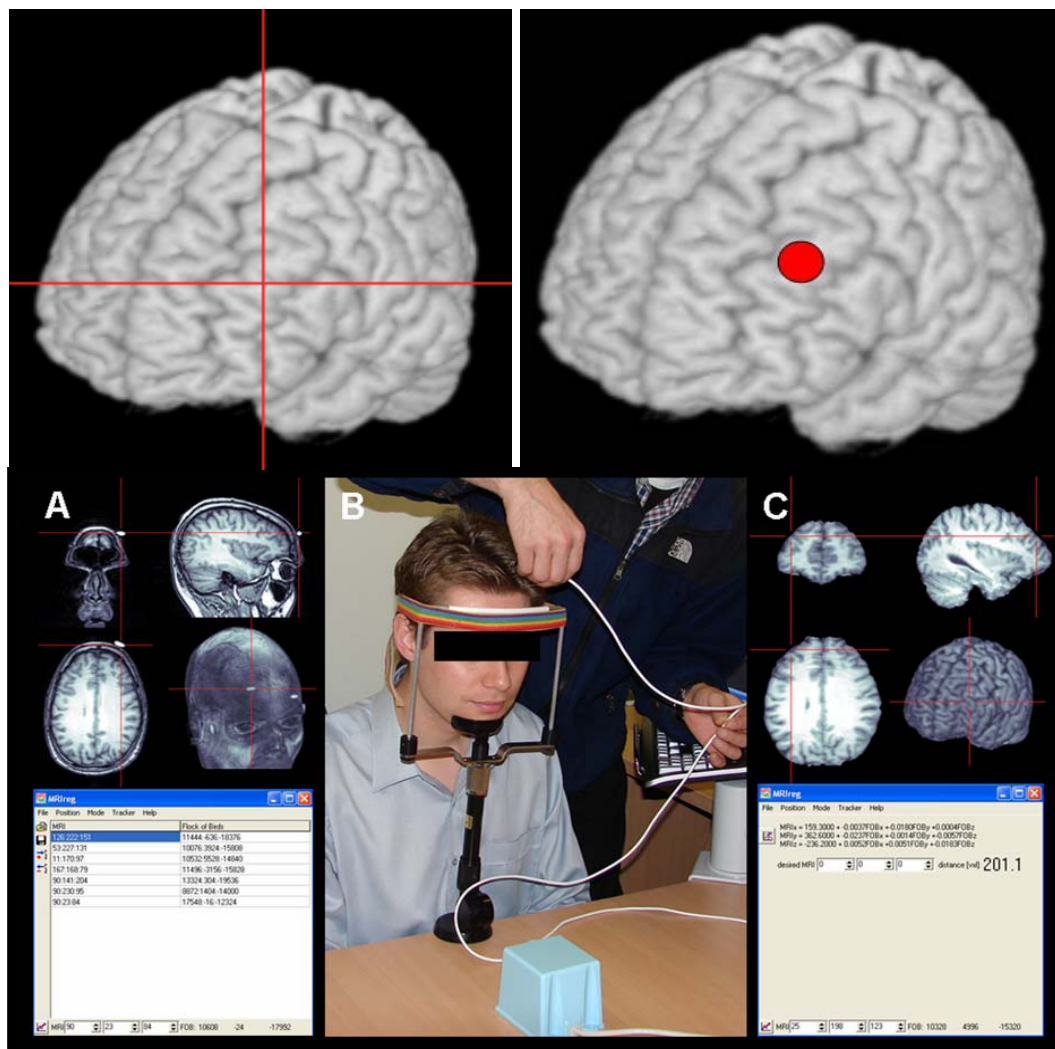 A
B
C
THE NORTH FACE
MRIreg
File Position Mode Tracker Help
MRI Flock of Birds
126:222:151 11444:-636:-18376
53:227:131 10076:3924:-15808
11:170:97 10532:5528:-14840
167:168:79 11496:-3156:-15828
90:141:204 13324:304:-19536
90:230:95 8872:1404:-14000
90:23:84 17548:-16:-12324
MRI 90 23 84 FOB: 10608 -24 -17992
MRIreg
File Position Mode Tracker Help
MRIx = 159.3000 + -0.0037FOBx +-0.0180FOBy +0.0004FOBz
MRIy = 362.6000 + -0.0237FOBx +-0.0014FOBy +-0.0057FOBz
MRIz = -236.2000 + 0.0052FOBx +-0.0051FOBy +-0.0183FOBz
desired MRI 0 0 0 distance [vxl] 201.1
MRI 25 198 123 FOB: 10328 4996 -15320